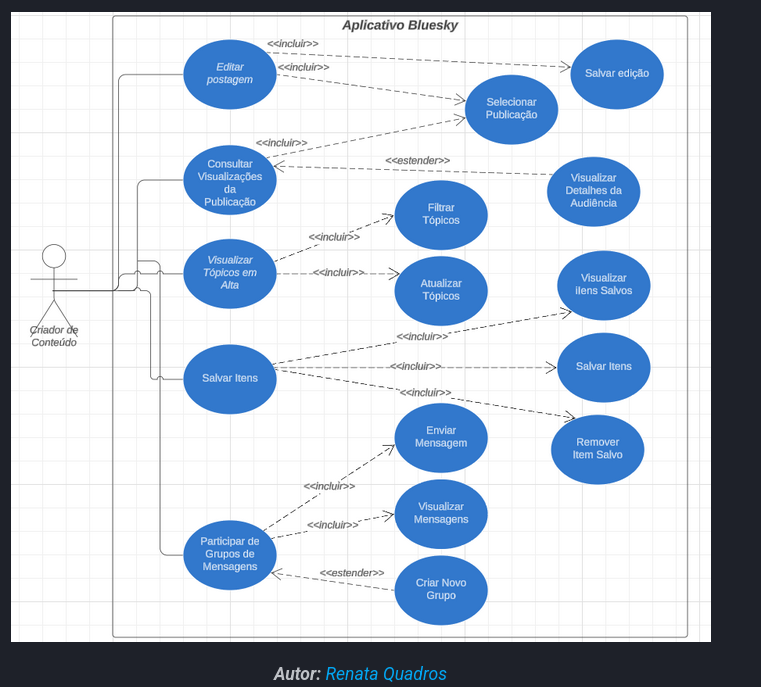 Aplicativo Bluesky
<<incluir>>
Editar
postagem
<<incluir>>
Salvar edição
Selecionar
Publicação
<<incluir>>
Consultar
Visualizações
da
Publicação
<<estender>>
Visualizar
Detalhes da
Audiência
Filtrar
Tópicos
<<incluir>>
Visualizar
Tópicos em
Alta
<<incluir>>
Atualizar
Tópicos
Visualizar
iIens Salvos
Criador de
Conteúdo
<<incluir>>
Salvar Itens
<<incluir>>
Salvar Itens
<<incluir>>
Remover
Item Salvo
Enviar
Mensagem
<<incluir>>
Visualizar
Mensagens
<<incluir>>
Participar de
Grupos de
Mensagens
<<estender>>
Criar Novo
Grupo
Autor: Renata Quadros